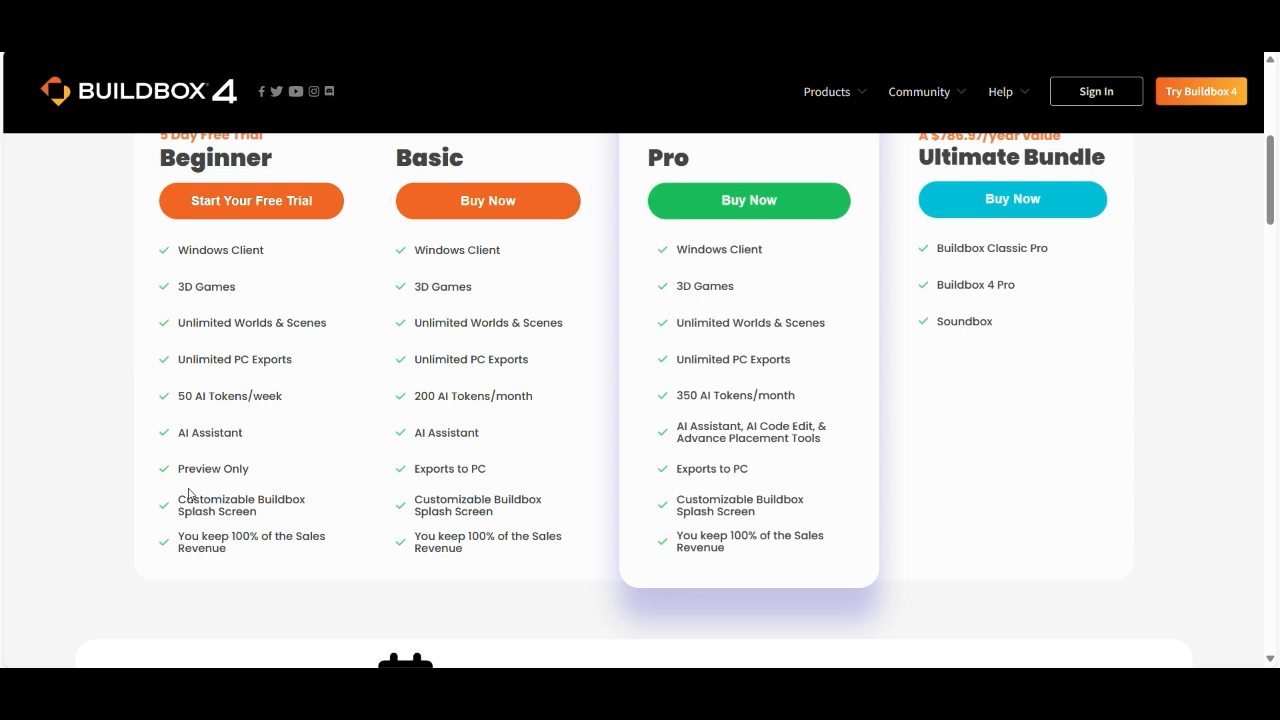 BUILDBOX 4
Products
Community
Help
Sign In
Try Buildbox 4
5 Day Free Trial
Beginner
Start Your Free Trial
Windows Client
3D Games
Unlimited Worlds & Scenes
Unlimited PC Exports
50 AI Tokens/week
AI Assistant
Preview Only
Customizable Buildbox
Splash Screen
You keep 100% of the Sales
Revenue
Basic
Buy Now
Windows Client
3D Games
Unlimited Worlds & Scenes
Unlimited PC Exports
200 AI Tokens/month
AI Assistant
Exports to PC
Customizable Buildbox
Splash Screen
You keep 100% of the Sales
Revenue
Pro
Buy Now
Windows Client
3D Games
Unlimited Worlds & Scenes
Unlimited PC Exports
350 AI Tokens/month
AI Assistant, AI Code Edit, &
Advance Placement Tools
Exports to PC
Customizable Buildbox
Splash Screen
You keep 100% of the Sales
Revenue
A $786.97/year value
Ultimate Bundle
Buy Now
Buildbox Classic Pro
Buildbox 4 Pro
Soundbox